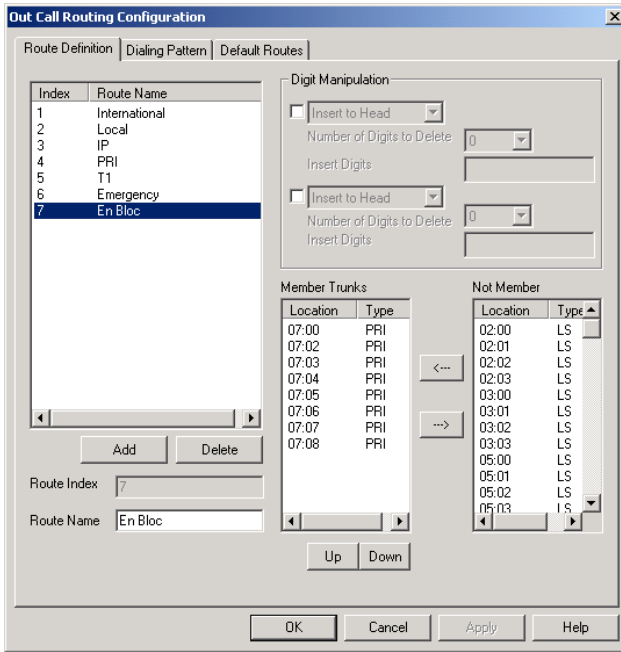 Out Call Routing Configuration
Route Definition Dialing Pattern Default Routes
Index Route Name
1 International
2 Local
3 IP
4 PRI
5 T1
6 Emergency
7 En Bloc
Add Delete
Route Index 7
Route Name En Bloc
Digit Manipulation
Insert to Head
Number of Digits to Delete 0
Insert Digits
Insert to Head
Number of Digits to Delete 0
Insert Digits
Member Trunks
Location Type
07:00 PRI
07:02 PRI
07:03 PRI
07:04 PRI
07:05 PRI
07:06 PRI
07:07 PRI
07:08 PRI
<---
--->
Not Member
Location Type
02:00 LS
02:01 LS
02:02 LS
02:03 LS
03:00 LS
03:01 LS
03:02 LS
03:03 LS
05:00 LS
05:01 LS
05:02 LS
05:03 LS
Up Down
OK Cancel Apply Help